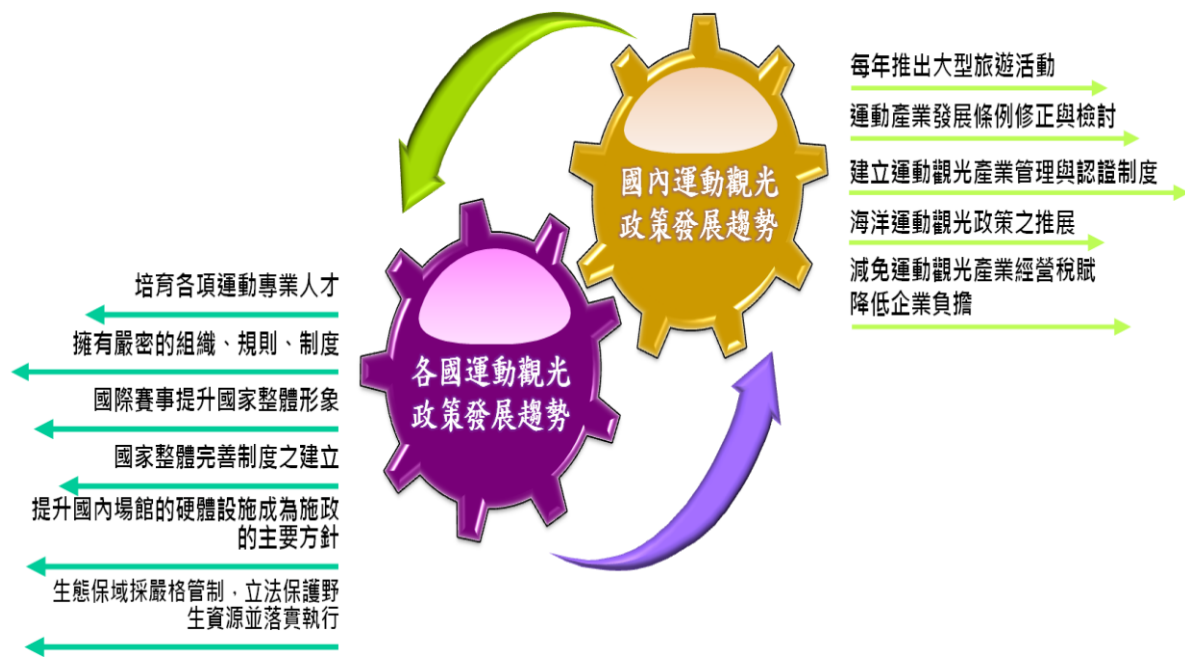 每年推出大型旅遊活動
運動產業發展條例修正與檢討
建立運動觀光產業管理與認證制度
海洋運動觀光政策之推展
減免運動觀光產業經營稅賦
降低企業負擔
國內運動觀光
政策發展趨勢
各國運動觀光
政策發展趨勢
培育各項運動專業人才
擁有嚴密的組織、規則、制度
國際賽事提升國家整體形象
國家整體完善制度之建立
提升國內場館的硬體設施成為施政
的主要方針
生態保域採嚴格管制，立法保護野
生資源並落實執行